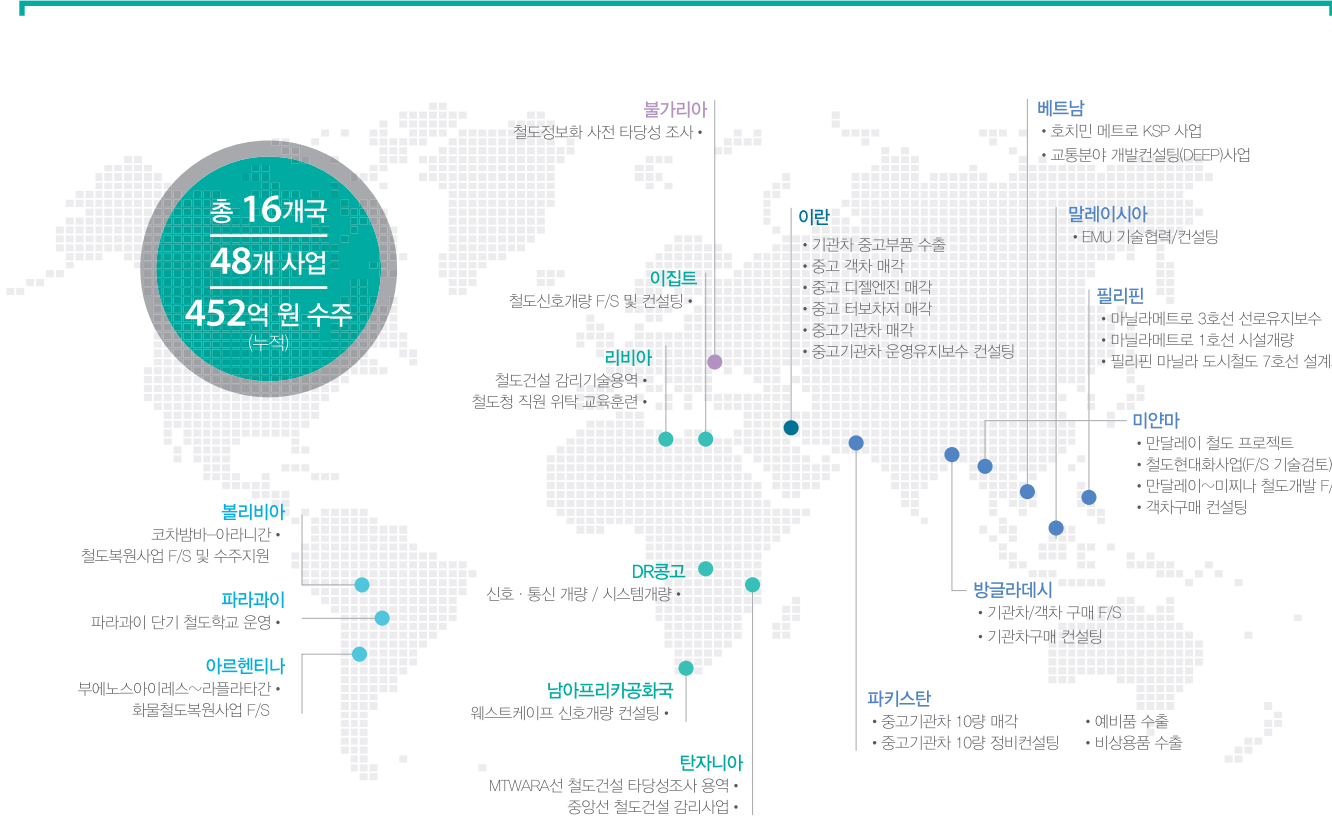 총 16개국
48개 사업
452억 원 수주
(누적)
불가리아
철도정보화 사전 타당성 조사 •
이집트
철도신호개량 F/S 및 컨설팅 •
리비아
철도건설 감리기술용역 •
철도청 직원 위탁 교육훈련 •
이란
• 기관차 중고부품 수출
• 중고 객차 매각
• 중고 디젤엔진 매각
• 중고 터보차저 매각
• 중고기관차 매각
• 중고기관차 운영유지보수 컨설팅
베트남
• 호치민 메트로 KSP 사업
• 교통분야 개발컨설팅(DEEP)사업
말레이시아
• EMU 기술협력/컨설팅
필리핀
• 마닐라메트로 3호선 선로유지보수
• 마닐라메트로 1호선 시설개량
• 필리핀 마닐라 도시철도 7호선 설계
미얀마
• 만달레이 철도 프로젝트
• 철도현대화사업(F/S 기술검토)
• 만달레이~미찌나 철도개발 F/
• 객차구매 컨설팅
볼리비아
코차밤바-아라니간 •
철도복원사업 F/S 및 수주지원
파라과이
파라과이 단기 철도학교 운영 •
아르헨티나
부에노스아이레스~라플라타간 •
화물철도복원사업 F/S
DR콩고
신호 · 통신 개량 / 시스템개량 •
남아프리카공화국
웨스트케이프 신호개량 컨설팅 •
탄자니아
MTWARA선 철도건설 타당성조사 용역 •
중앙선 철도건설 감리사업 •
방글라데시
• 기관차/객차 구매 F/S
• 기관차구매 컨설팅
파키스탄
• 중고기관차 10량 매각 • 예비품 수출
• 중고기관차 10량 정비컨설팅 • 비상용품 수출